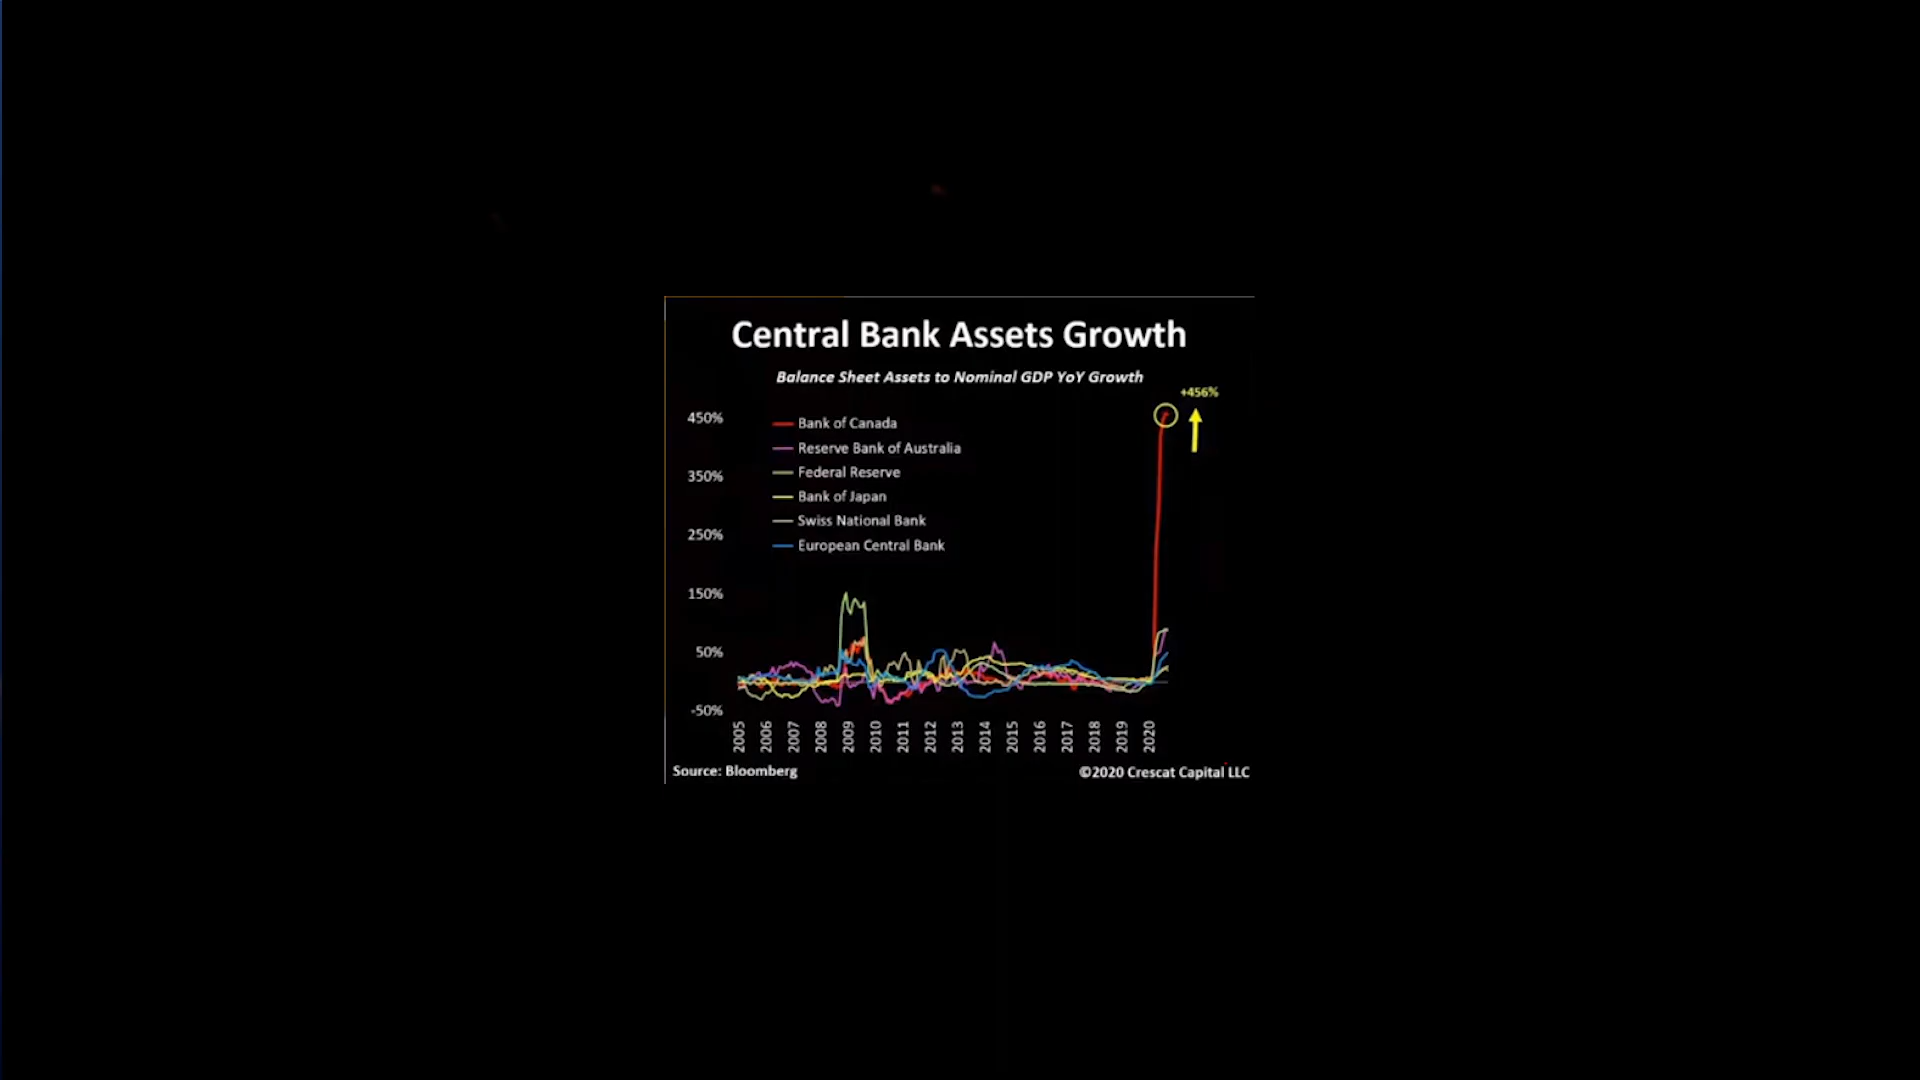 Central Bank Assets Growth
Balance Sheet Assets to Nominal GDP YoY Growth
+456%
450%
350%
250%
150%
50%
-50%
Bank of Canada
Reserve Bank of Australia
Federal Reserve
Bank of Japan
Swiss National Bank
European Central Bank
2005 2006 2007 2008 2009 2010 2011 2012 2013 2014 2015 2016 2017 2018 2019 2020
Source: Bloomberg
©2020 Crescat Capital LLC